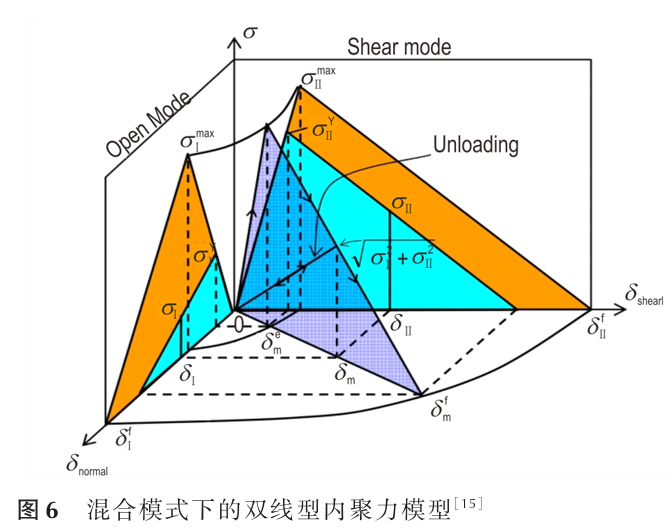 σ
Shear mode
Open Mode
σ_II^max
σ_I^max
σ_II^Y
Unloading
σ_I^Y
σ_II
√σ_I^2+σ_II^2
σ_I
0
δ_shearl
δ_m^e
δ_II
δ_II^f
δ_I
δ_m
δ_m^f
δ_I^f
δ_normal
图 6 混合模式下的双线型内聚力模型[15]